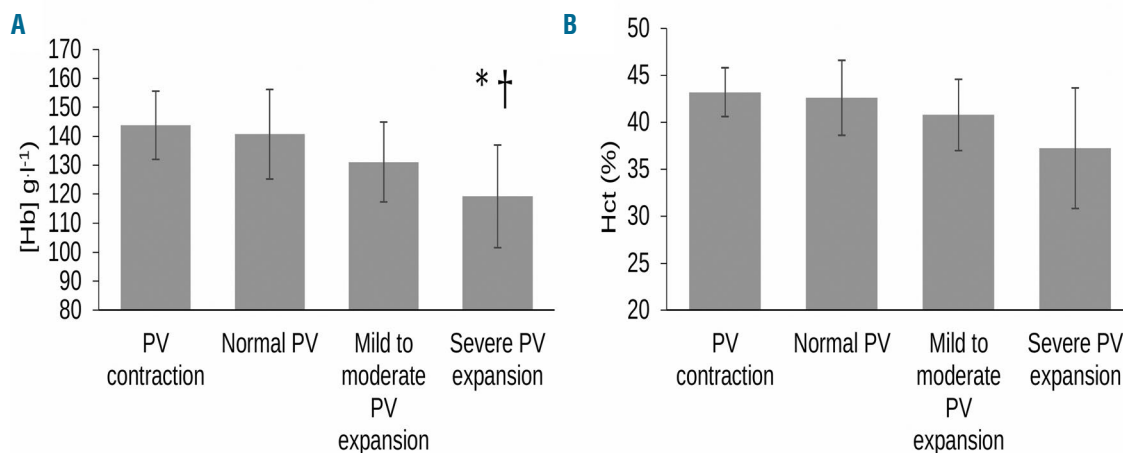 A
[Hb] g·l-1)
170
160
150
140
130
120
110
100
90
80
* †
PV
contraction
Normal PV
Mild to
moderate
PV
expansion
Severe PV
expansion
B
Hct (%)
50
45
40
35
30
25
20
PV
contraction
Normal PV
Mild to
moderate
PV
expansion
Severe PV
expansion